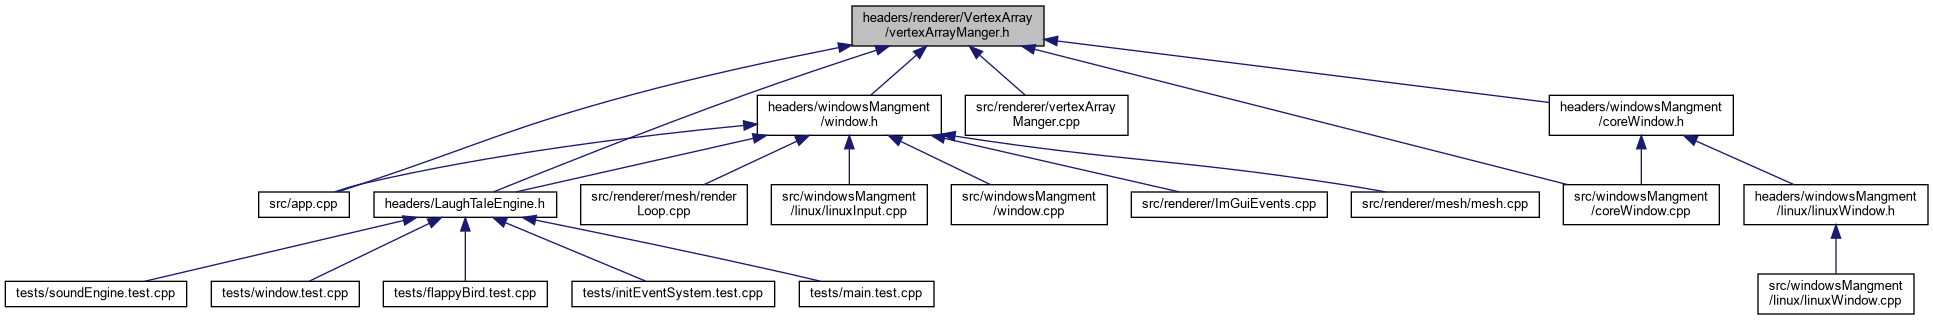 headers/renderer/VertexArray
/vertexArrayManger.h
headers/windowsMangment
/window.h
src/renderer/vertexArray
Manger.cpp
headers/windowsMangment
/coreWindow.h
src/app.cpp
headers/LaughTaleEngine.h
src/renderer/mesh/render
Loop.cpp
src/windowsMangment
/linux/linuxInput.cpp
src/windowsMangment
/window.cpp
src/renderer/ImGuiEvents.cpp
src/renderer/mesh/mesh.cpp
src/windowsMangment
/coreWindow.cpp
headers/windowsMangment
/linux/linuxWindow.h
tests/soundEngine.test.cpp
tests/window.test.cpp
tests/flappyBird.test.cpp
tests/initEventSystem.test.cpp
tests/main.test.cpp
src/windowsMangment
/linux/linuxWindow.cpp